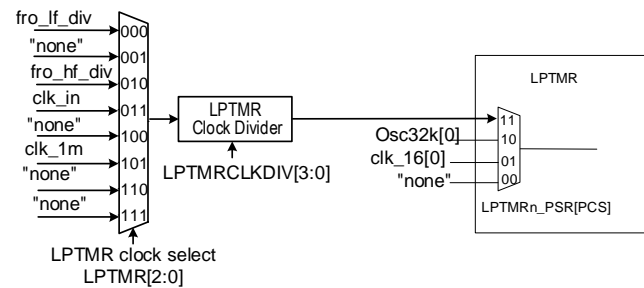 fro_lf_div
000
"none"
001
fro_hf_div
010
clk_in
011
"none"
100
clk_1m
101
"none"
110
"none"
111
LPTMR clock select
LPTMR[2:0]
LPTMR
Clock Divider
LPTMRCLKDIV[3:0]
LPTMR
11
Osc32k[0]
10
clk_16[0]
01
"none"
00
LPTMRn_PSR[PCS]